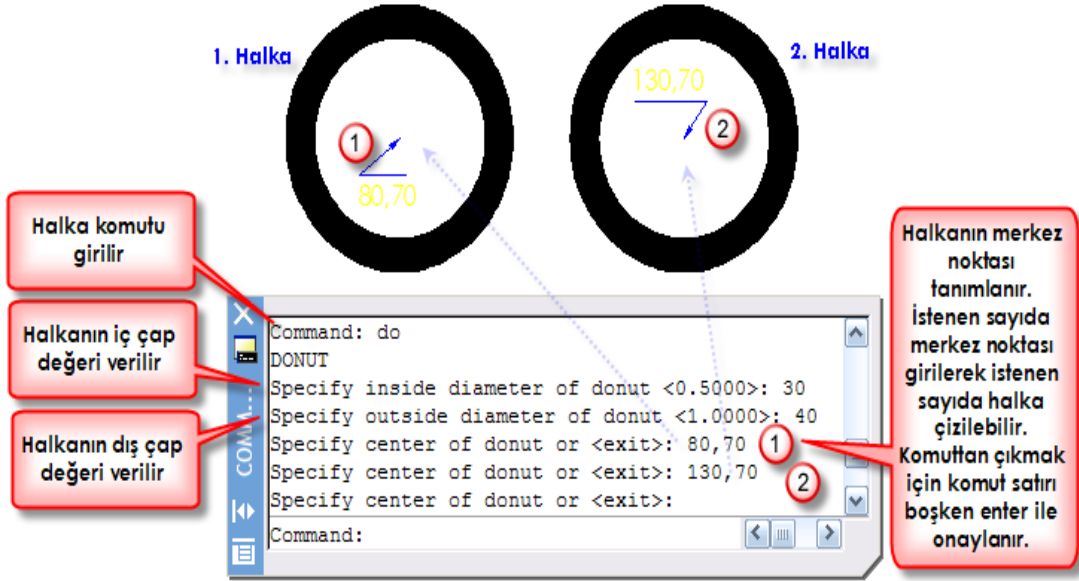 1. Halka
2. Halka
130,70
1
2
80,70
Halka komutu
girilir
Halkanın iç çap
değeri verilir
Halkanın dış çap
değeri verilir
COMM...
Command: do
DONUT
Specify inside diameter of donut <0.5000>: 30
Specify outside diameter of donut <1.0000>: 40
Specify center of donut or <exit>: 80,70
1
Specify center of donut or <exit>: 130,70
2
Specify center of donut or <exit>:
Command:
Halkanın merkez
noktası
tanımlanır.
İstenen sayıda
merkez noktası
girilerek istenen
sayıda halka
çizilebilir.
Komuttan çıkmak
için komut satırı
boşken enter ile
onaylanır.